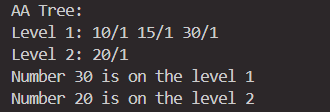 AA Tree:
Level 1: 10/1 15/1 30/1
Level 2: 20/1
Number 30 is on the level 1
Number 20 is on the level 2